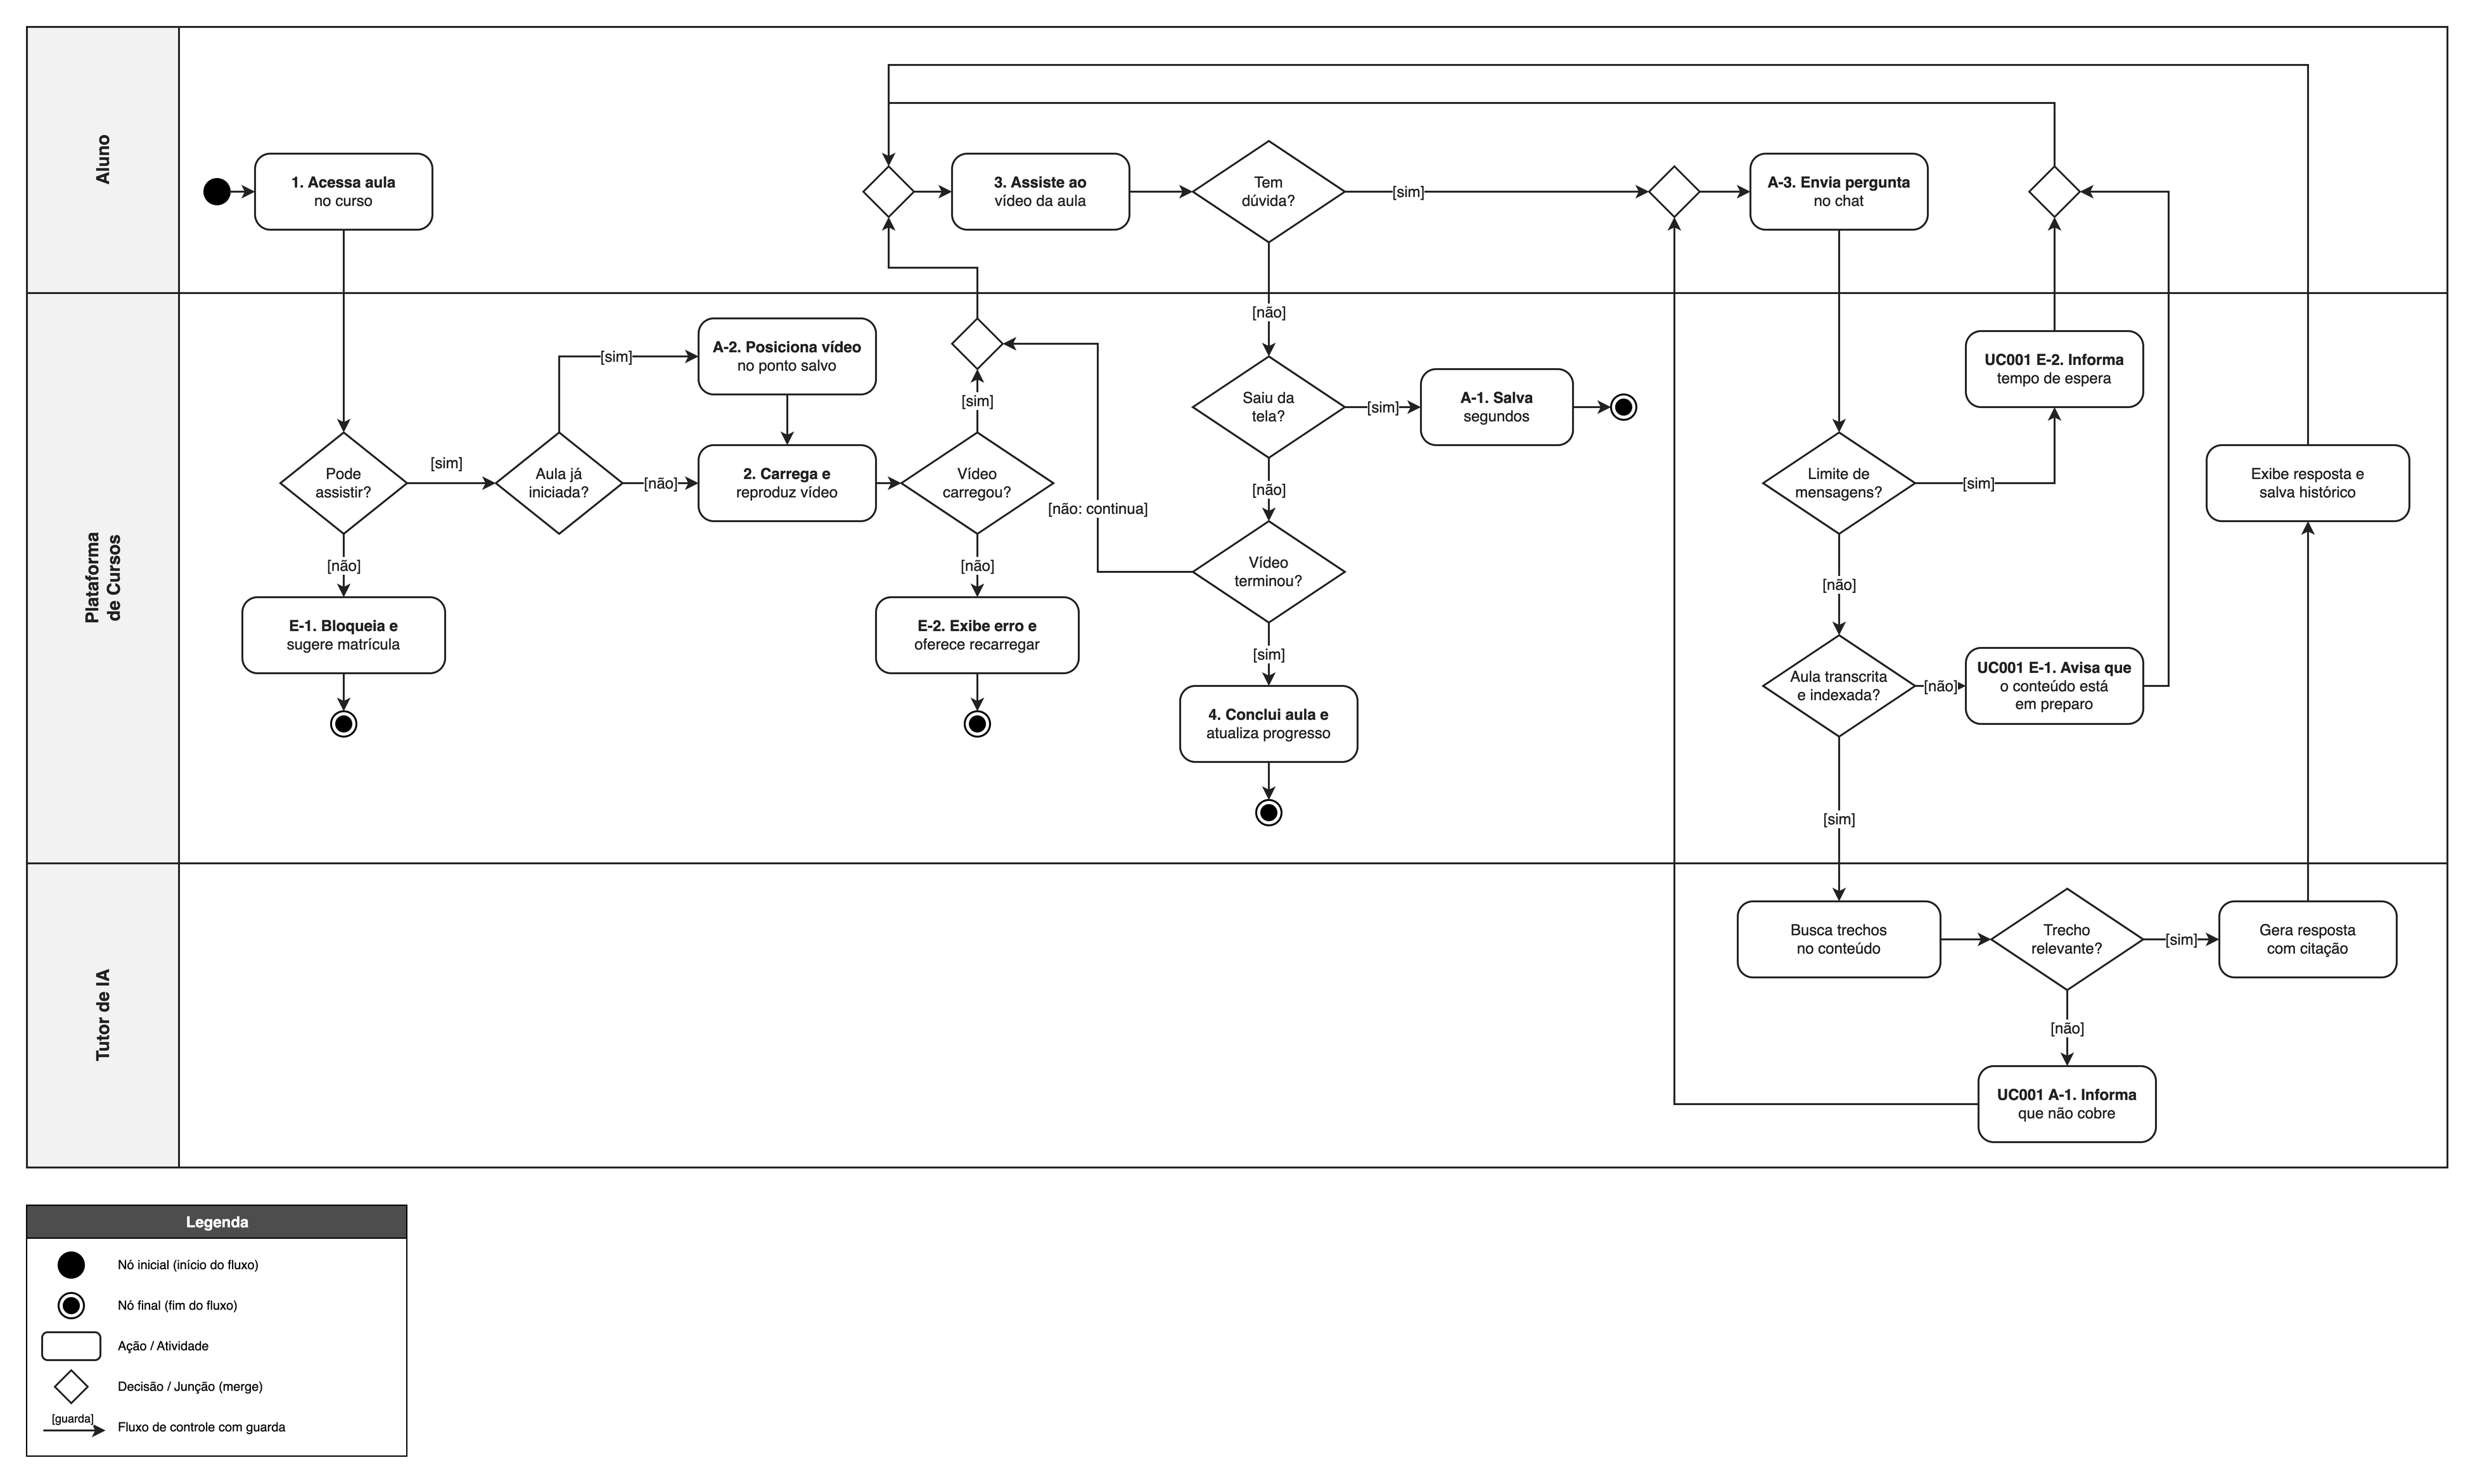 Aluno
1. Acessa aula
no curso
3. Assiste ao
vídeo da aula
Tem
dúvida?
[sim]
A-3. Envia pergunta
no chat
Plataforma
de Cursos
[não]
A-2. Posiciona vídeo
no ponto salvo
[sim]
[sim]
Saiu da
tela?
[sim]
A-1. Salva
segundos
UC001 E-2. Informa
tempo de espera
Pode
assistir?
[sim]
Aula já
iniciada?
[não]
2. Carrega e
reproduz vídeo
Vídeo
carregou?
[não: continua]
[não]
Limite de
mensagens?
[sim]
Exibe resposta e
salva histórico
[não]
[não]
Vídeo
terminou?
[não]
E-1. Bloqueia e
sugere matrícula
E-2. Exibe erro e
oferece recarregar
[sim]
4. Conclui aula e
atualiza progresso
Aula transcrita
e indexada?
[não]
UC001 E-1. Avisa que
o conteúdo está
em preparo
[sim]
Tutor de IA
Busca trechos
no conteúdo
Trecho
relevante?
[sim]
Gera resposta
com citação
[não]
UC001 A-1. Informa
que não cobre
Legenda
Nó inicial (início do fluxo)
Nó final (fim do fluxo)
Ação / Atividade
Decisão / Junção (merge)
[guarda]
Fluxo de controle com guarda